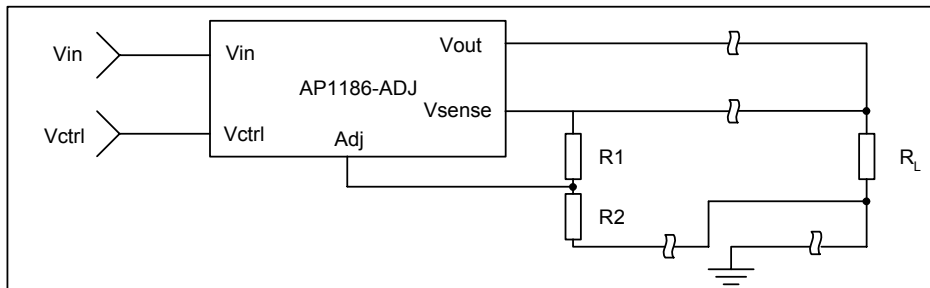 Vin
Vin
Vout
AP1186-ADJ
Vsense
Vctrl
Vctrl
Adj
R1
RL
R2